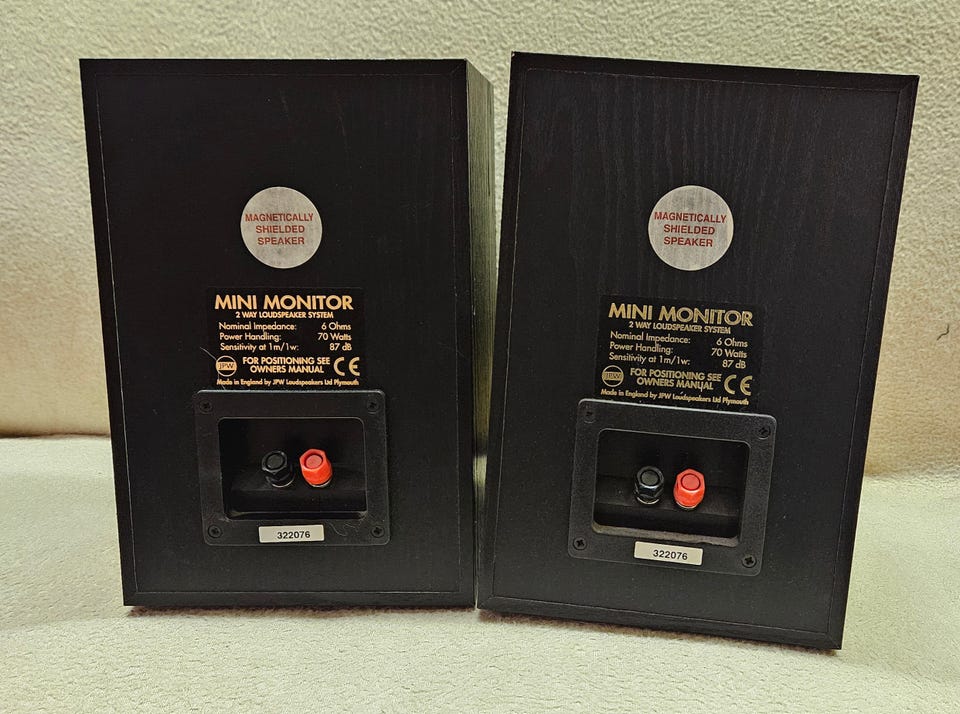 MAGNETICALLY
SHIELDED
SPEAKER
MINI MONITOR
2 WAY LOUDSPEAKER SYSTEM
Nominal Impedance: 6 Ohms
Power Handling: 70 Watts
Sensitivity at 1m/1w: 87 dB
JPW
FOR POSITIONING SEE
OWNERS MANUAL CE
Made in England by JPW Loudspeakers Ltd Plymouth
322076
MAGNETICALLY
SHIELDED
SPEAKER
MINI MONITOR
2 WAY LOUDSPEAKER SYSTEM
Nominal Impedance: 6 Ohms
Power Handling: 70 Watts
Sensitivity at 1m/1w: 87 dB
JPW
FOR POSITIONING SEE
OWNERS MANUAL CE
Made in England by JPW Loudspeakers Ltd Plymouth
322076